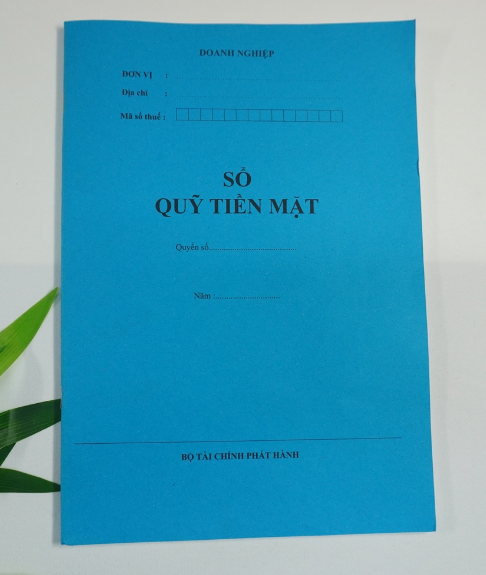 DOANH NGHIỆP
ĐƠN VỊ :
Địa chỉ :
Mã số thuế :
SỔ
QUỸ TIỀN MẶT
Quyển số..........................................
Năm :...............................
BỘ TÀI CHÍNH PHÁT HÀNH